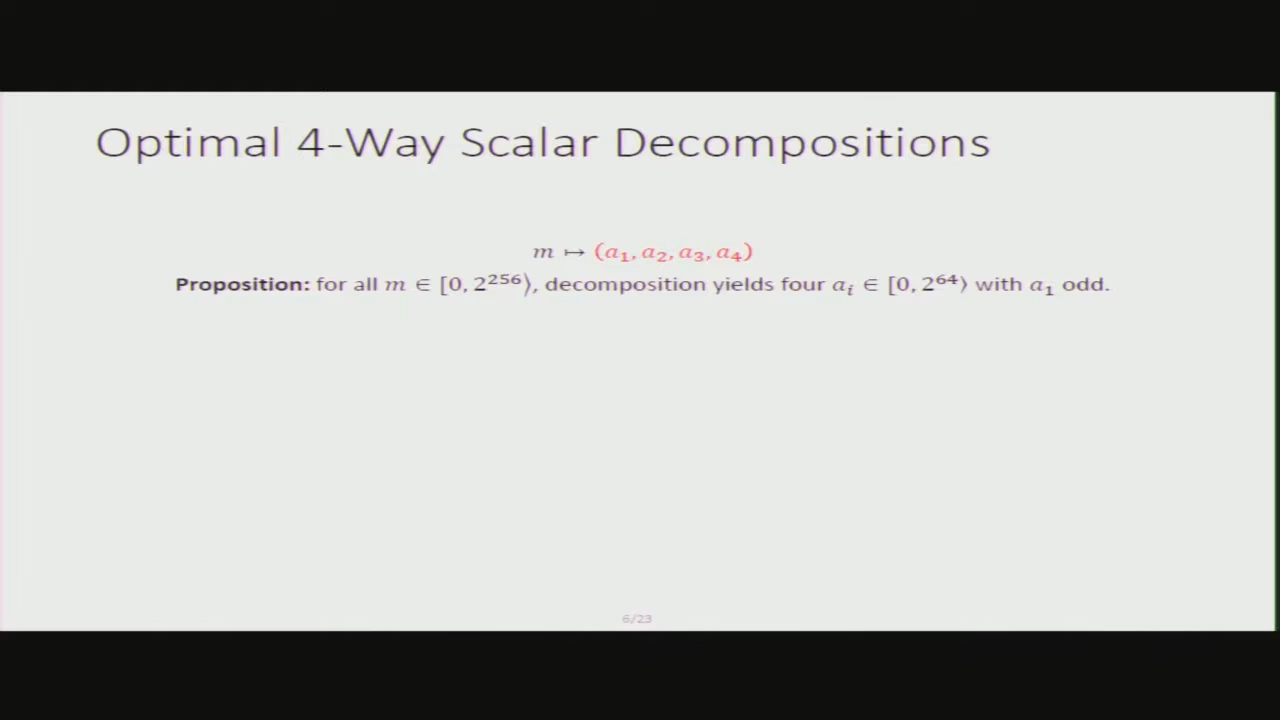 Optimal 4-Way Scalar Decompositions
m ↦ (a₁, a₂, a₃, a₄)
Proposition: for all m ∈ [0, 2²⁵⁶⟩, decomposition yields four aᵢ ∈ [0, 2⁶⁴⟩ with a₁ odd.
6/23